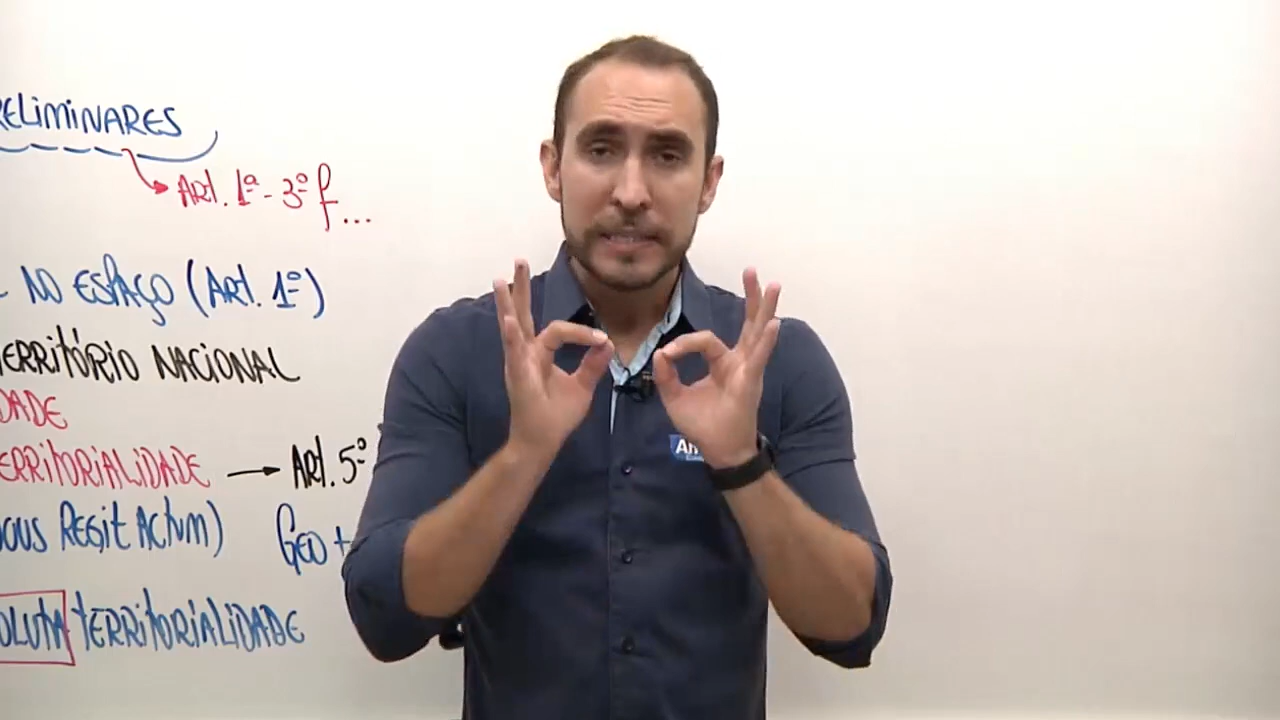 RELIMINARES
Art. 1º - 3º f...
NO ESPAÇO (Art. 1º)
ERRITÓRIO NACIONAL
DADE
ERRITORIALIDADE → Art. 5º
OCUS REGIT ACTUM) GEO +
OLUTA TERRITORIALIDADE